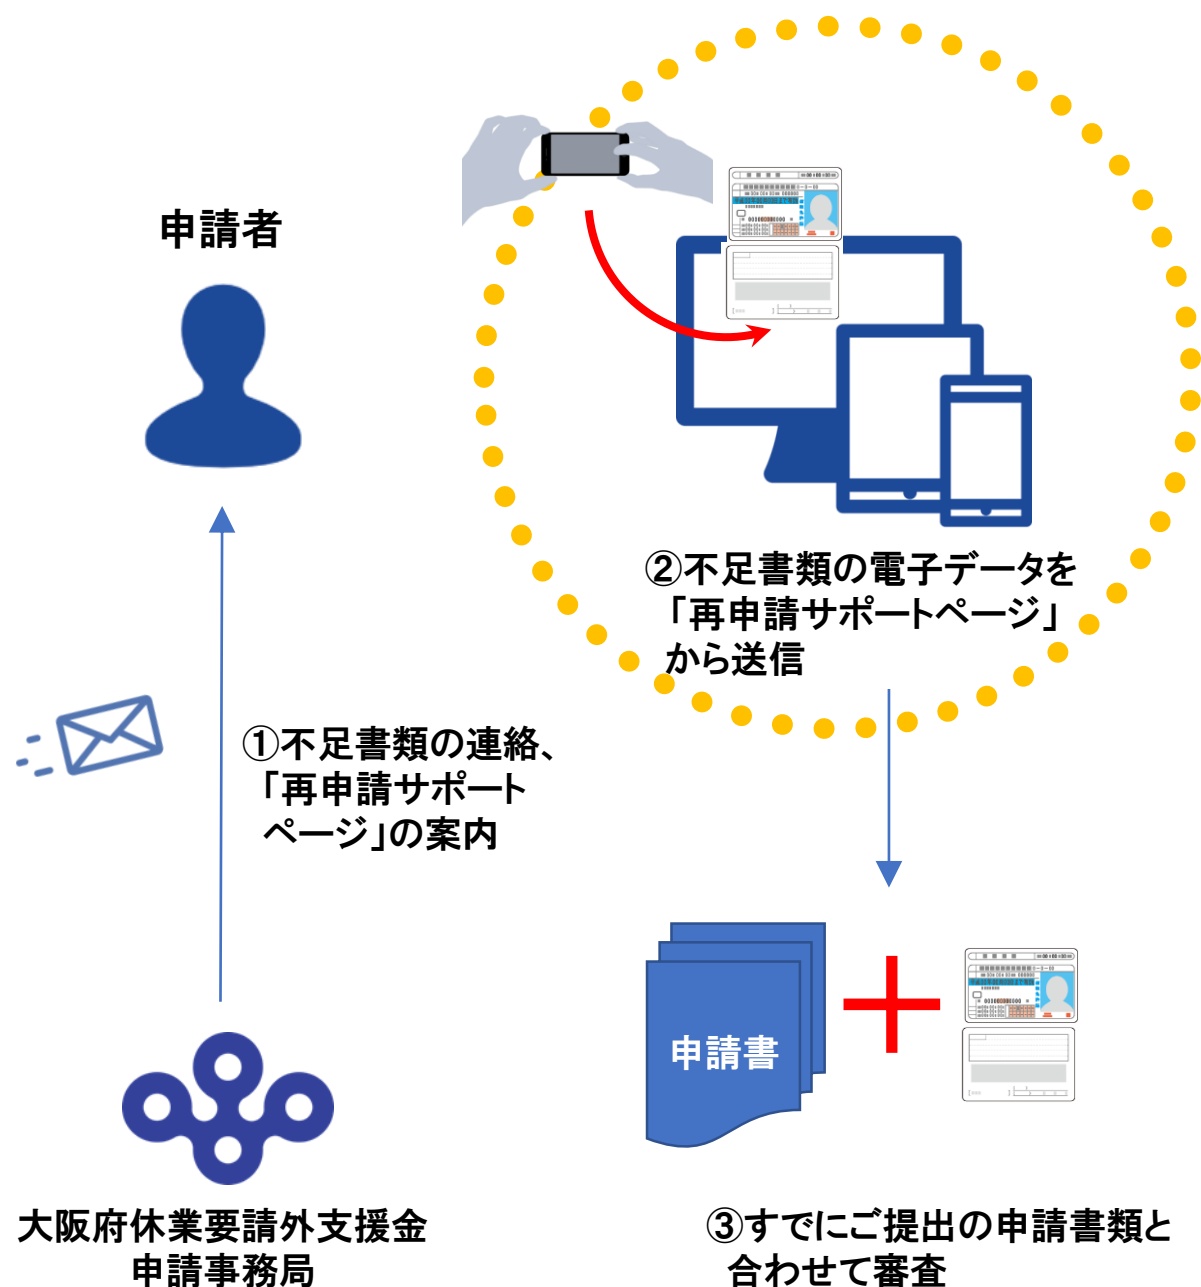 申請者
②不足書類の電子データを
「再申請サポートページ」
から送信
①不足書類の連絡、
「再申請サポート
ページ」の案内
申請書
大阪府休業要請外支援金
申請事務局
③すでにご提出の申請書類と
合わせて審査